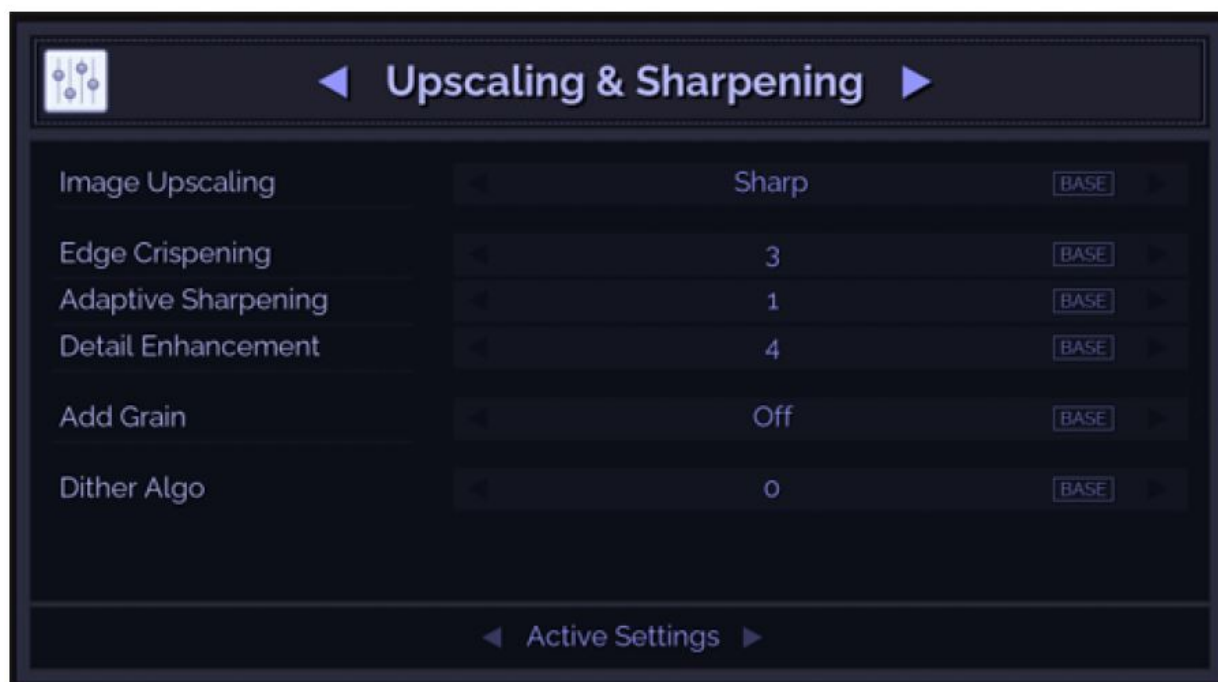 Upscaling & Sharpening
Image Upscaling Sharp BASE
Edge Crispening 3 BASE
Adaptive Sharpening 1 BASE
Detail Enhancement 4 BASE
Add Grain Off BASE
Dither Algo 0 BASE
Active Settings